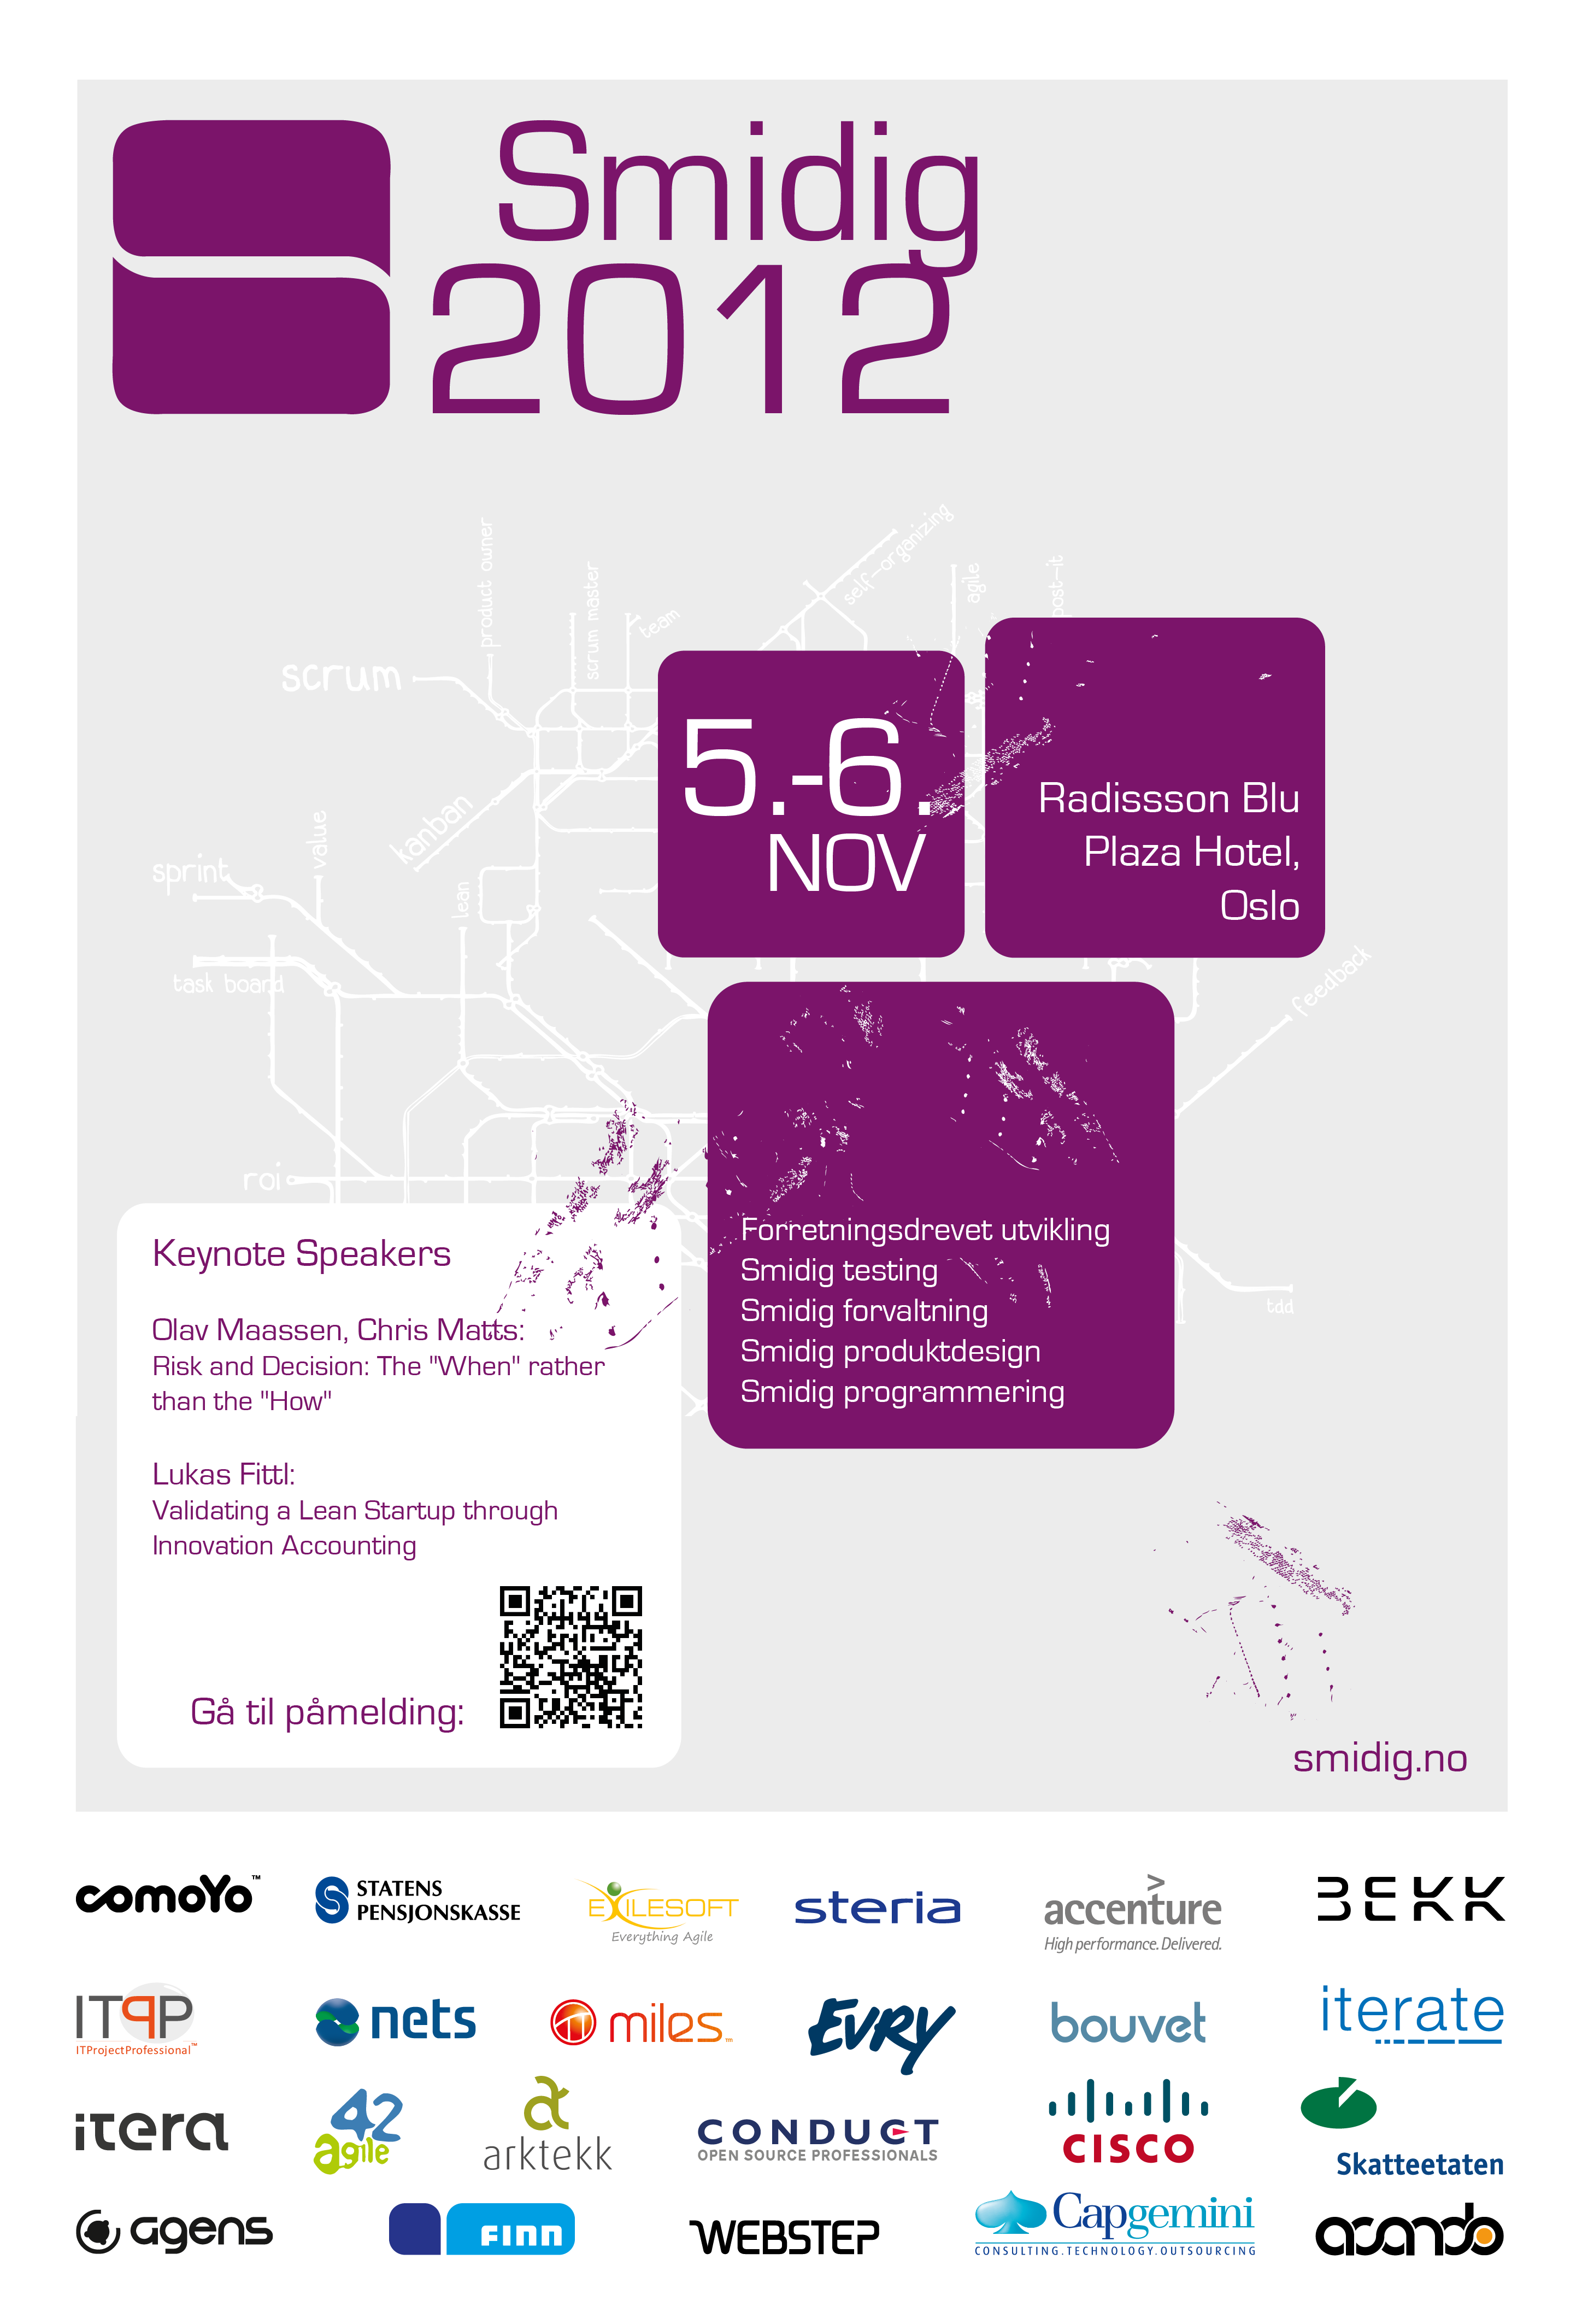 Smidig
2012
product owner
scrum master
team
self-organizing
agile
post-it
scrum
kanban
value
sprint
lean
task board
feedback
roi
tdd
5.-6.
NOV
Radissson Blu
Plaza Hotel,
Oslo
Forretningsdrevet utvikling
Smidig testing
Smidig forvaltning
Smidig produktdesign
Smidig programmering
Keynote Speakers
Olav Maassen, Chris Matts:
Risk and Decision: The "When" rather
than the "How"
Lukas Fittl:
Validating a Lean Startup through
Innovation Accounting
Gå til påmelding:
smidig.no
comoYo™
STATENS
PENSJONSKASSE
EXILESOFT
Everything Agile
steria
accenture
High performance. Delivered.
BEKK
ITPP
ITProjectProfessional™
nets
miles™
EVRY
bouvet
iterate
itera
agile
42
arktekk
CONDUCT
OPEN SOURCE PROFESSIONALS
CISCO
Skatteetaten
agens
FINN
WEBSTEP
Capgemini
CONSULTING.TECHNOLOGY.OUTSOURCING
acando